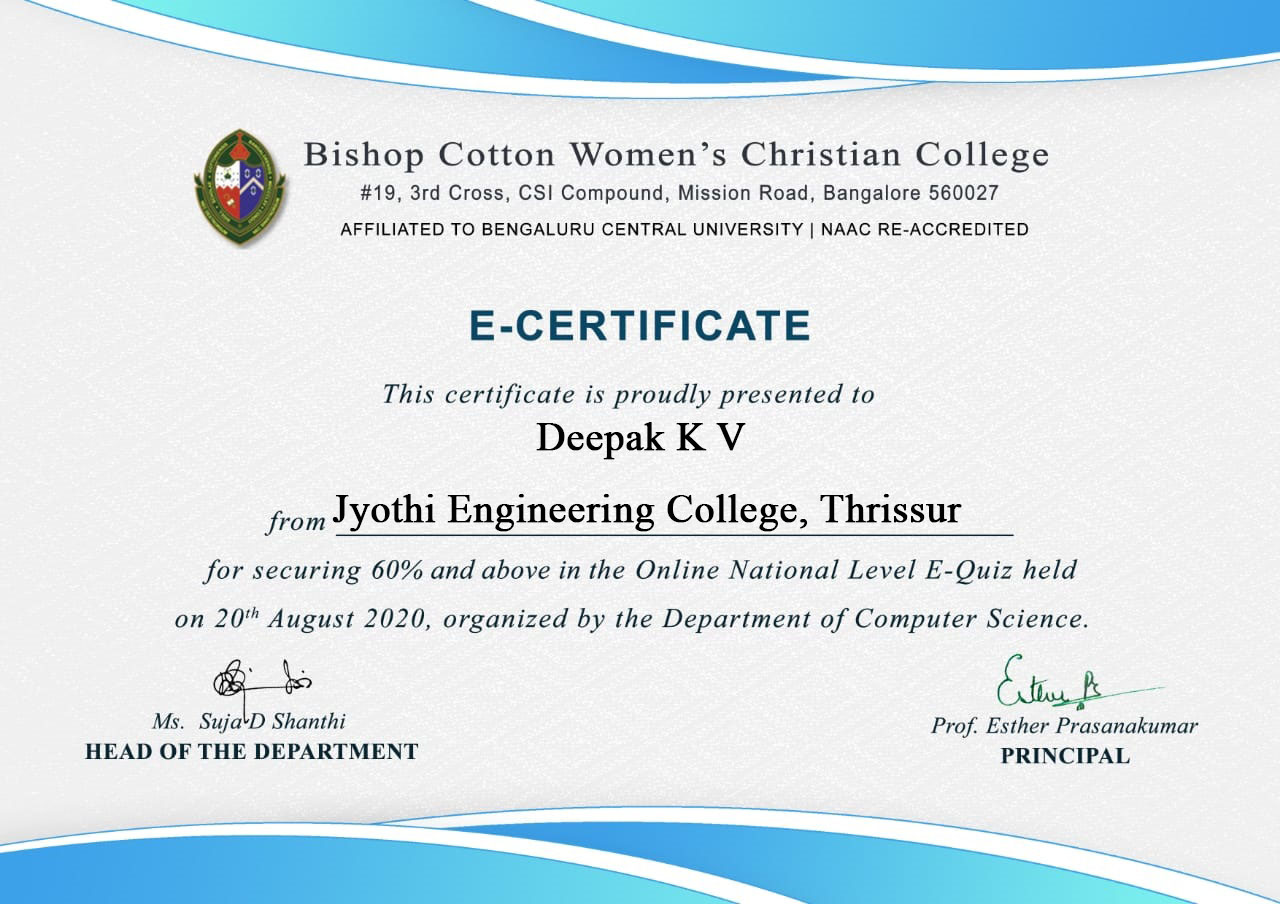 Bishop Cotton Women's Christian College
#19, 3rd Cross, CSI Compound, Mission Road, Bangalore 560027
AFFILIATED TO BENGALURU CENTRAL UNIVERSITY | NAAC RE-ACCREDITED
E-CERTIFICATE
This certificate is proudly presented to
Deepak K V
from Jyothi Engineering College, Thrissur
for securing 60% and above in the Online National Level E-Quiz held
on 20th August 2020, organized by the Department of Computer Science.
Ms. Suja D Shanthi
HEAD OF THE DEPARTMENT
Prof. Esther Prasanakumar
PRINCIPAL